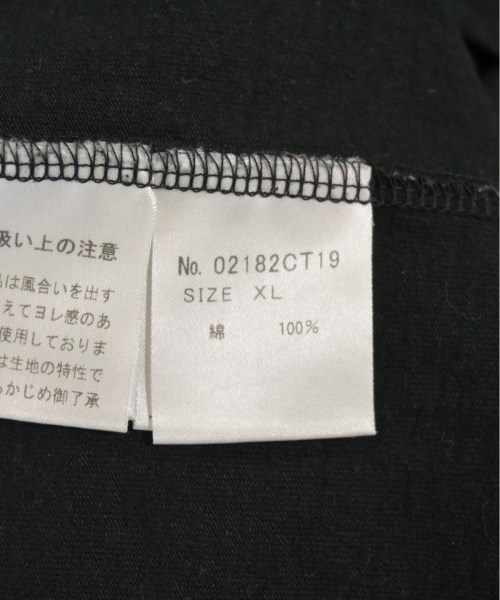 扱い上の注意
品は風合いを出す
えてヨレ感のあ
使用しておりま
は生地の特性で
らかじめ御了承
No. 02182CT19
SIZE XL
綿 100%